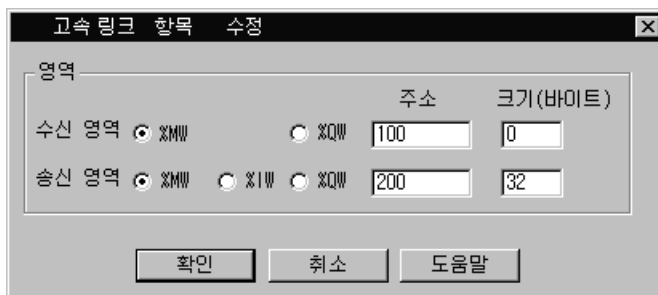 고속 링크 항목 수정
영역
주소 크기(바이트)
수신 영역 %MW %QW 100 0
송신 영역 %MW %IW %QW 200 32
확인 취소 도움말